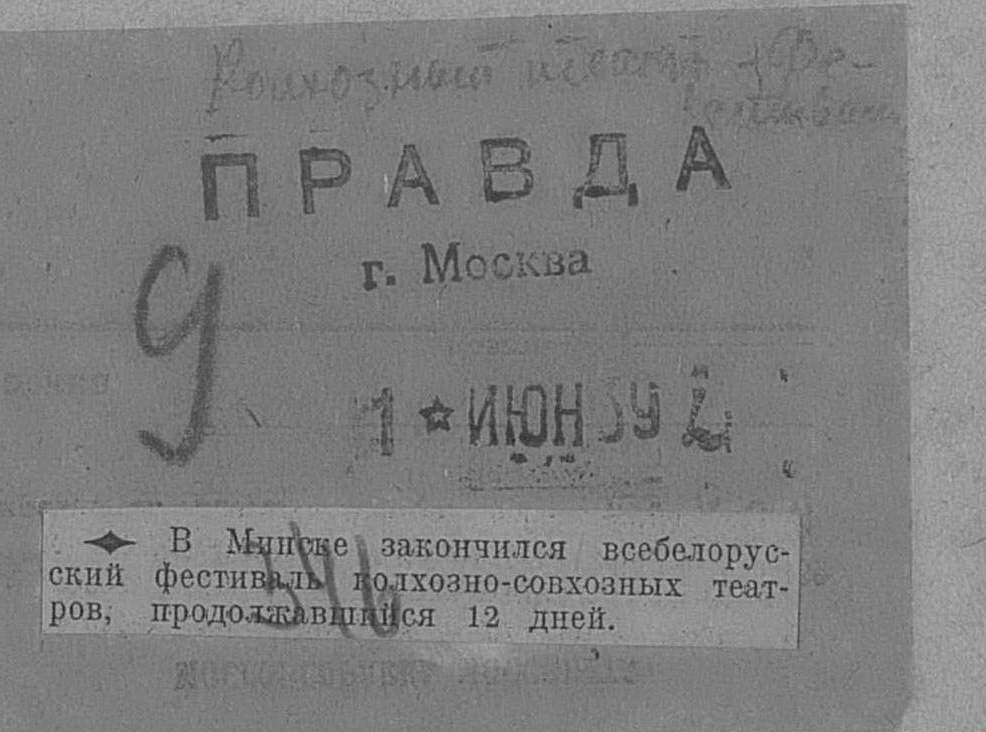 Колхозный театр
ПРАВДА
г. Москва
9
1 ★ ИЮН 39
В Минске закончился всебелорус-
ский фестиваль колхозно-совхозных теат-
ров, продолжавшийся 12 дней.